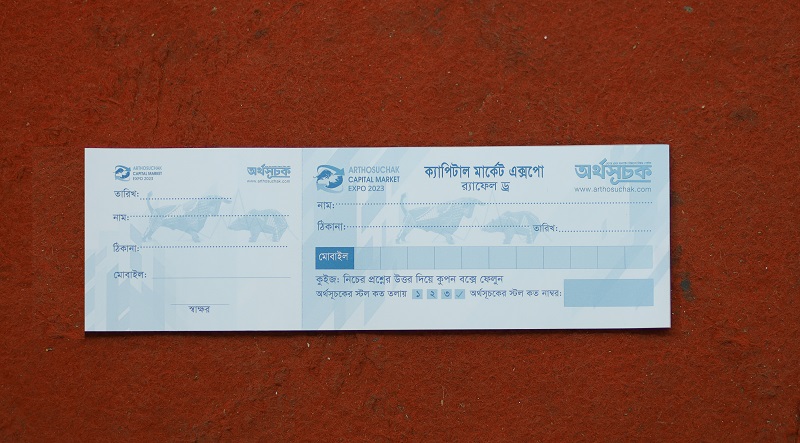 ARTHOSUCHAK
CAPITAL MARKET
EXPO 2023
অর্থসূচক
www.arthosuchak.com
তারিখ:
নাম:
ঠিকানা:
মোবাইল:
স্বাক্ষর
ARTHOSUCHAK
CAPITAL MARKET
EXPO 2023
ক্যাপিটাল মার্কেট এক্সপো
র‍্যাফেল ড্র
অর্থসূচক
www.arthosuchak.com
নাম:
ঠিকানা: তারিখ:
মোবাইল
কুইজ: নিচের প্রশ্নের উত্তর দিয়ে কুপন বক্সে ফেলুন
অর্থসূচকের স্টল কত তলায় ১ ২ ৩ ✓ অর্থসূচকের স্টল কত নাম্বার: